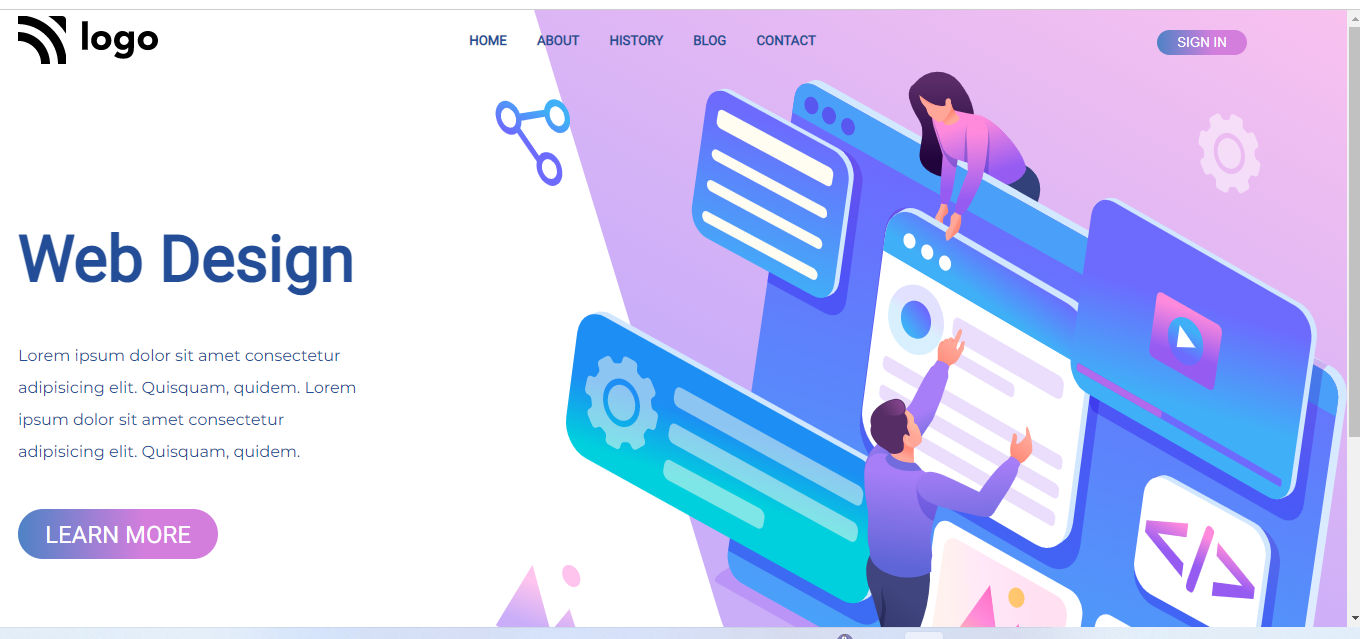 logo
HOME ABOUT HISTORY BLOG CONTACT SIGN IN
Web Design
Lorem ipsum dolor sit amet consectetur
adipisicing elit. Quisquam, quidem. Lorem
ipsum dolor sit amet consectetur
adipisicing elit. Quisquam, quidem.
LEARN MORE
</>